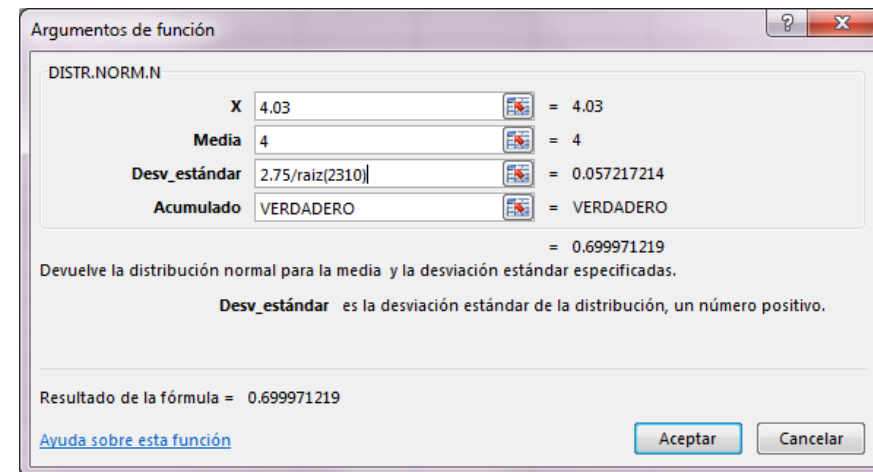 Argumentos de función
DISTR.NORM.N
X 4.03 = 4.03
Media 4 = 4
Desv_estándar 2.75/raiz(2310) = 0.057217214
Acumulado VERDADERO = VERDADERO
= 0.699971219
Devuelve la distribución normal para la media y la desviación estándar especificadas.
Desv_estándar es la desviación estándar de la distribución, un número positivo.
Resultado de la fórmula = 0.699971219
Ayuda sobre esta función Aceptar Cancelar